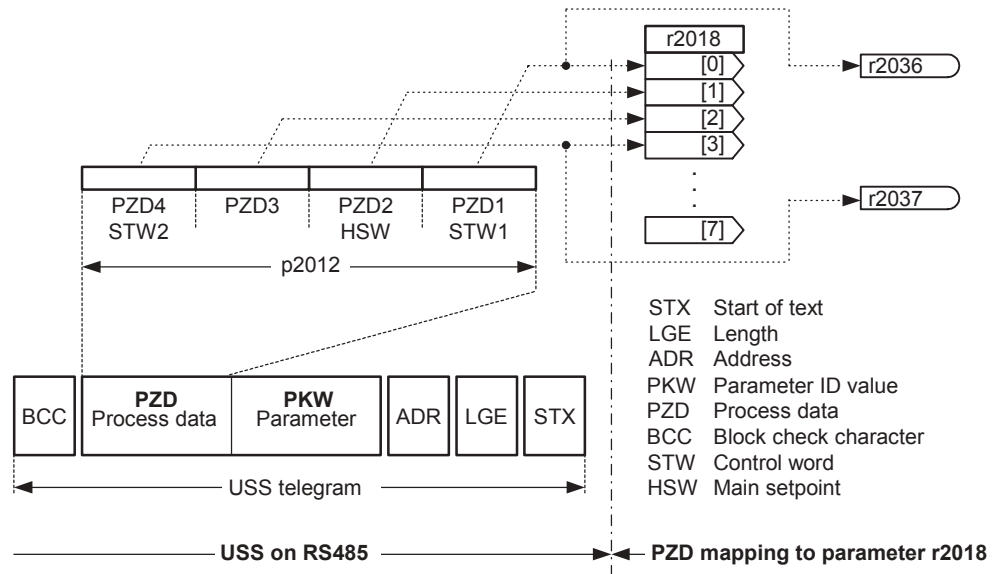 r2018
[0]
r2036
[1]
[2]
[3]
PZD4 PZD3 PZD2 PZD1
STW2 HSW STW1
r2037
[7]
p2012
STX Start of text
LGE Length
ADR Address
PKW Parameter ID value
PZD Process data
BCC Block check character
STW Control word
HSW Main setpoint
BCC
PZD
Process data
PKW
Parameter
ADR
LGE
STX
USS telegram
USS on RS485
PZD mapping to parameter r2018